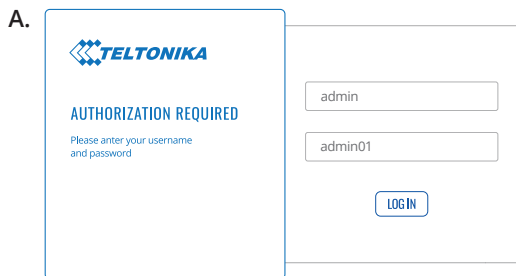 A.
TELTONIKA
AUTHORIZATION REQUIRED
Please anter your username
and password
admin
admin01
LOG IN